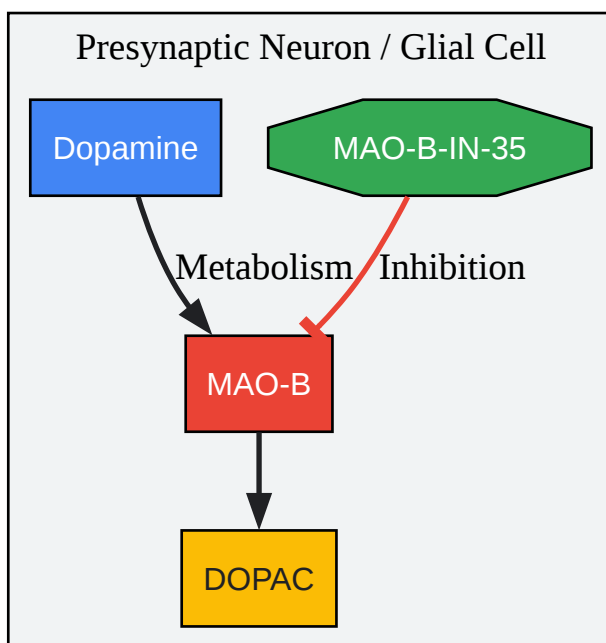 Presynaptic Neuron / Glial Cell
Dopamine
MAO-B-IN-35
Metabolism
Inhibition
MAO-B
DOPAC